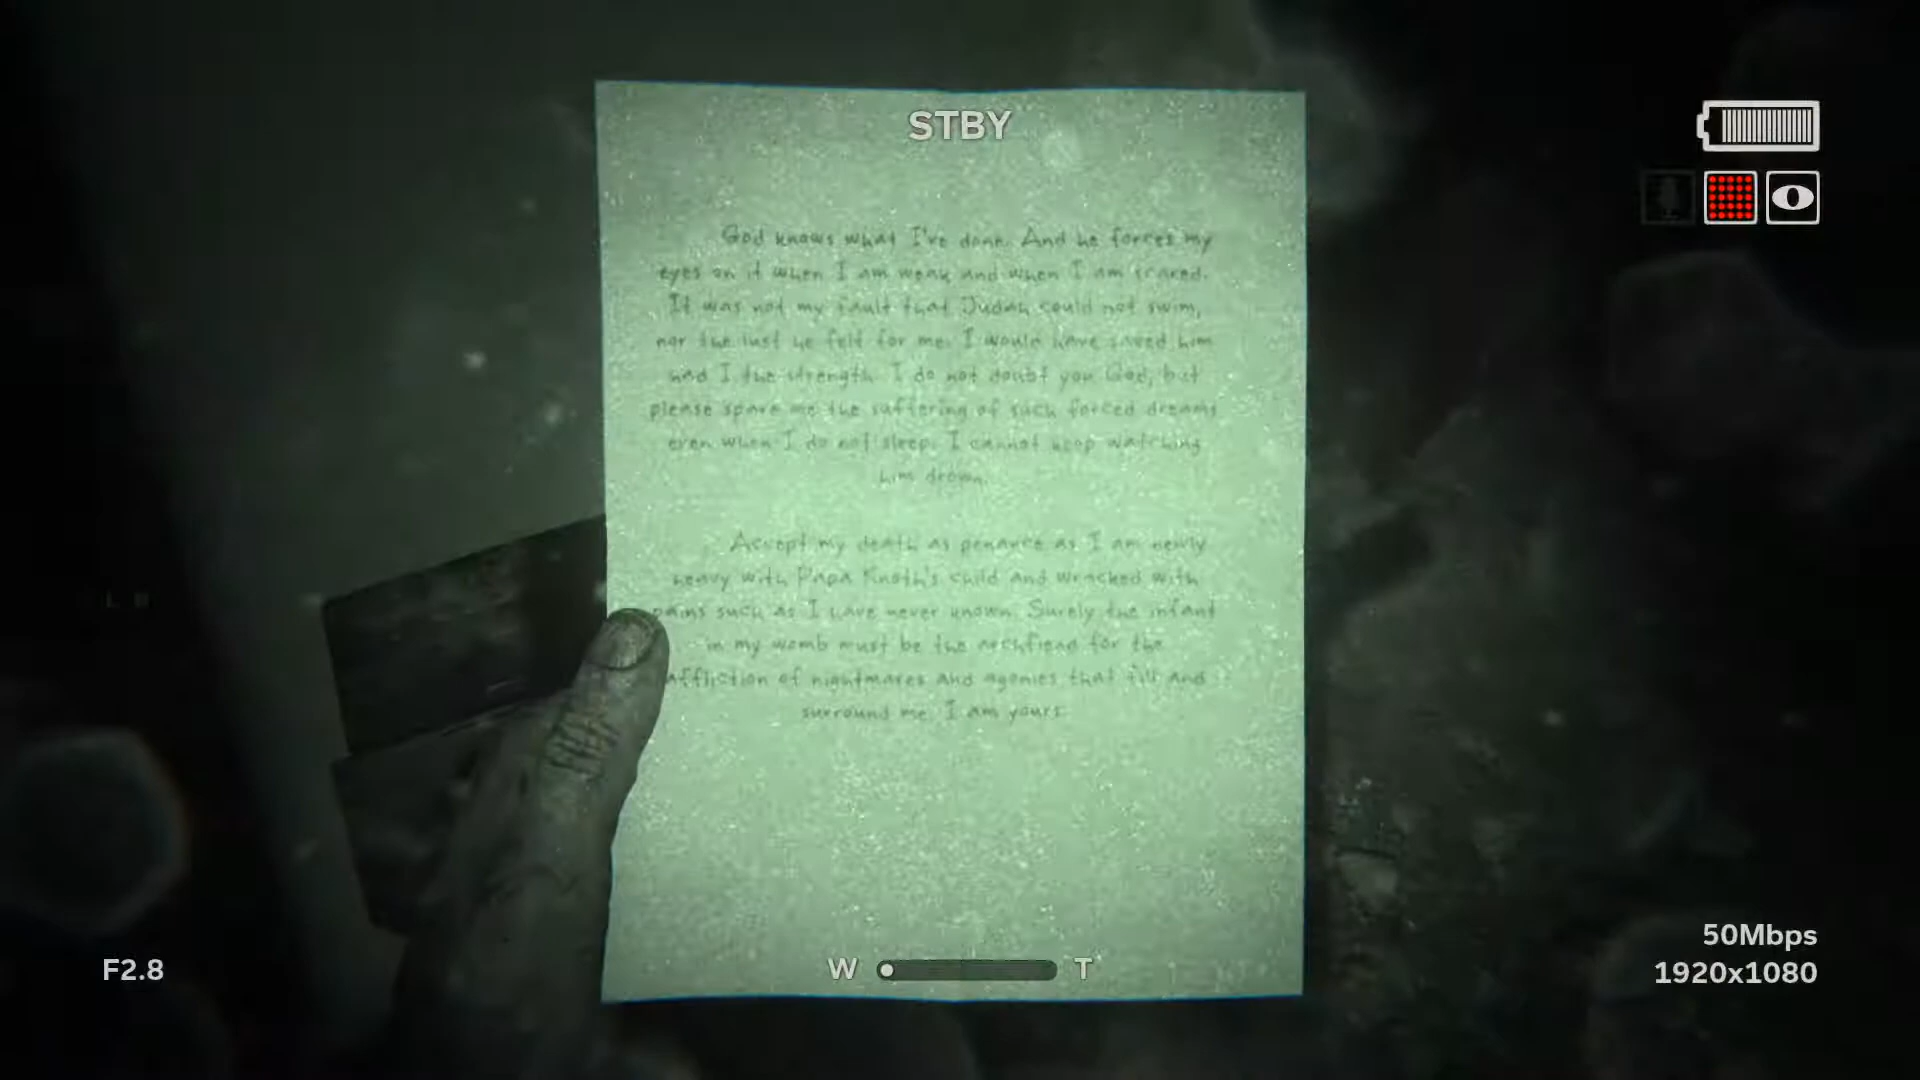 STBY
God knows what I've done. And he forces my
eyes on it when I am weak and when I am scared.
It was not my fault that Judah could not swim,
nor the lust he felt for me. I would have saved him
had I the strength. I do not doubt you God, but
please spare me the suffering of such forced dreams
even when I do not sleep. I cannot keep watching
him drown.
Accept my death as penance as I am newly
heavy with Papa Knoth's child and wracked with
pains such as I have never known. Surely the infant
in my womb must be the archfiend for the
affliction of nightmares and agonies that fill and
surround me. I am yours.
F2.8
W T
50Mbps
1920x1080